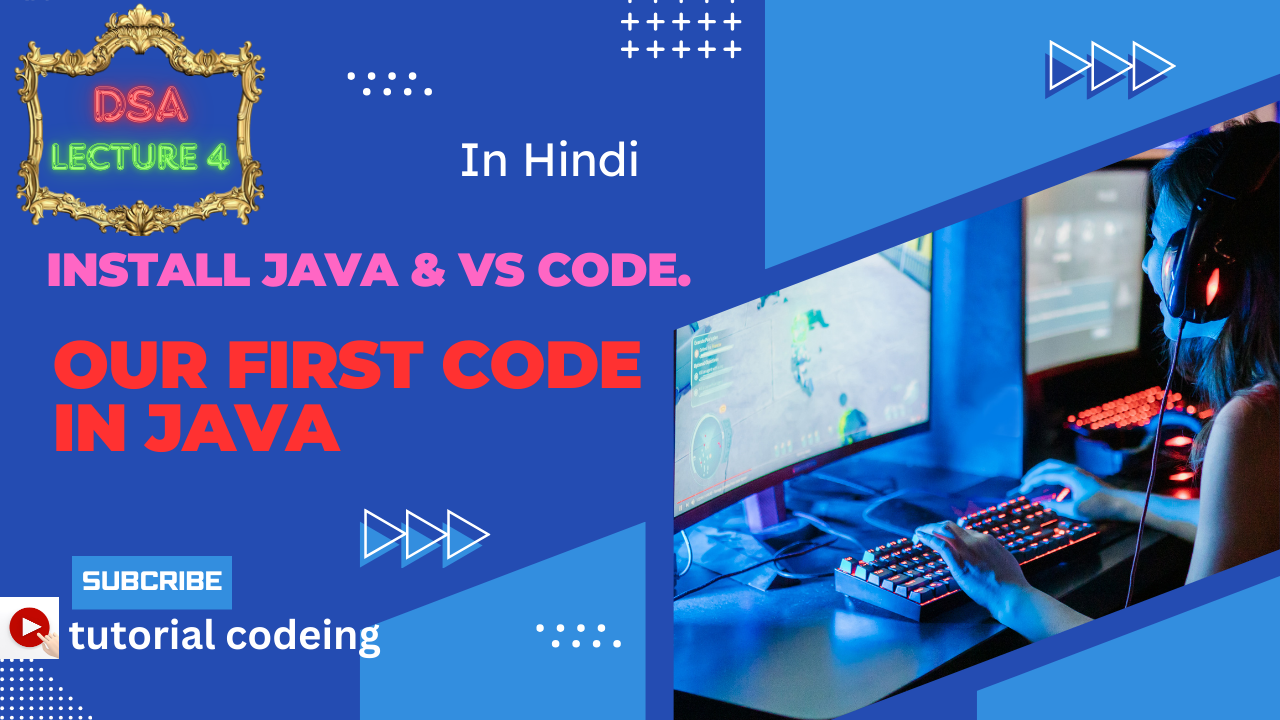 DSA
LECTURE 4
In Hindi
INSTALL JAVA & VS CODE.
OUR FIRST CODE
IN JAVA
SUBCRIBE
tutorial codeing